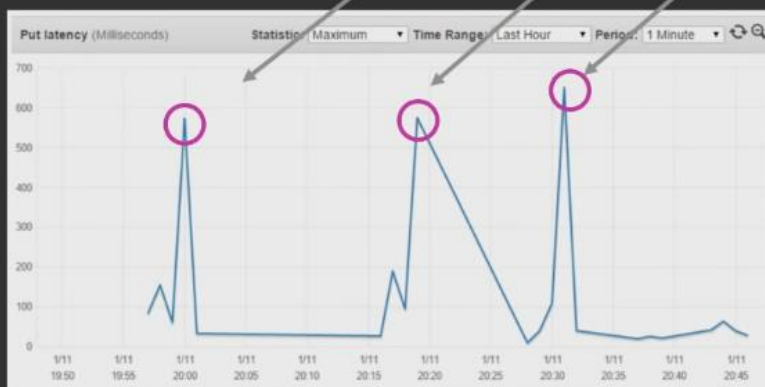 Put latency (Milliseconds) Statistic: Maximum Time Range: Last Hour Period: 1 Minute
700
600
500
400
300
200
100
0
1/11 1/11 1/11 1/11 1/11 1/11 1/11 1/11 1/11 1/11 1/11 1/11
19:50 19:55 20:00 20:05 20:10 20:15 20:20 20:25 20:30 20:35 20:40 20:45